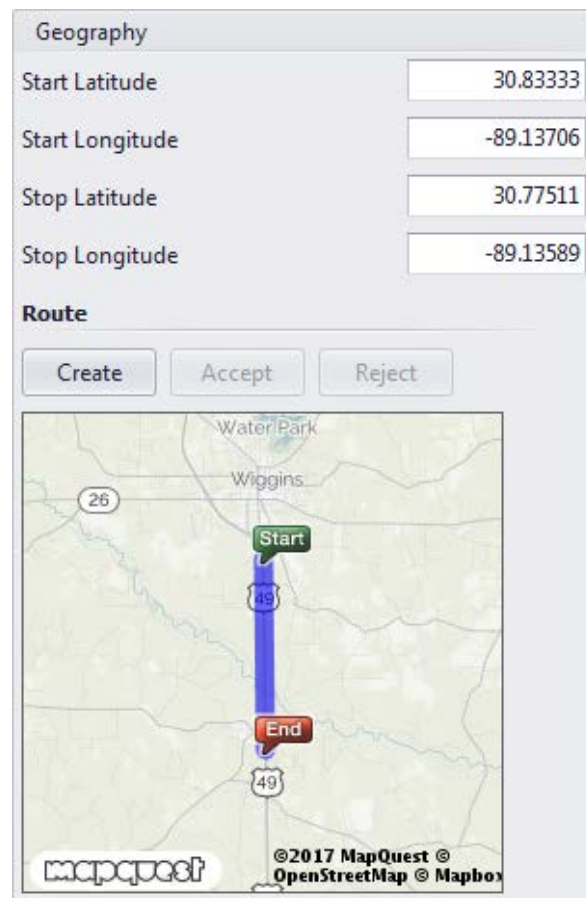 Geography
Start Latitude 30.83333
Start Longitude -89.13706
Stop Latitude 30.77511
Stop Longitude -89.13589
Route
Create Accept Reject
Water Park
Wiggins
26
Start
49
End
49
mapquest ©2017 MapQuest ©
OpenStreetMap © Mapbox